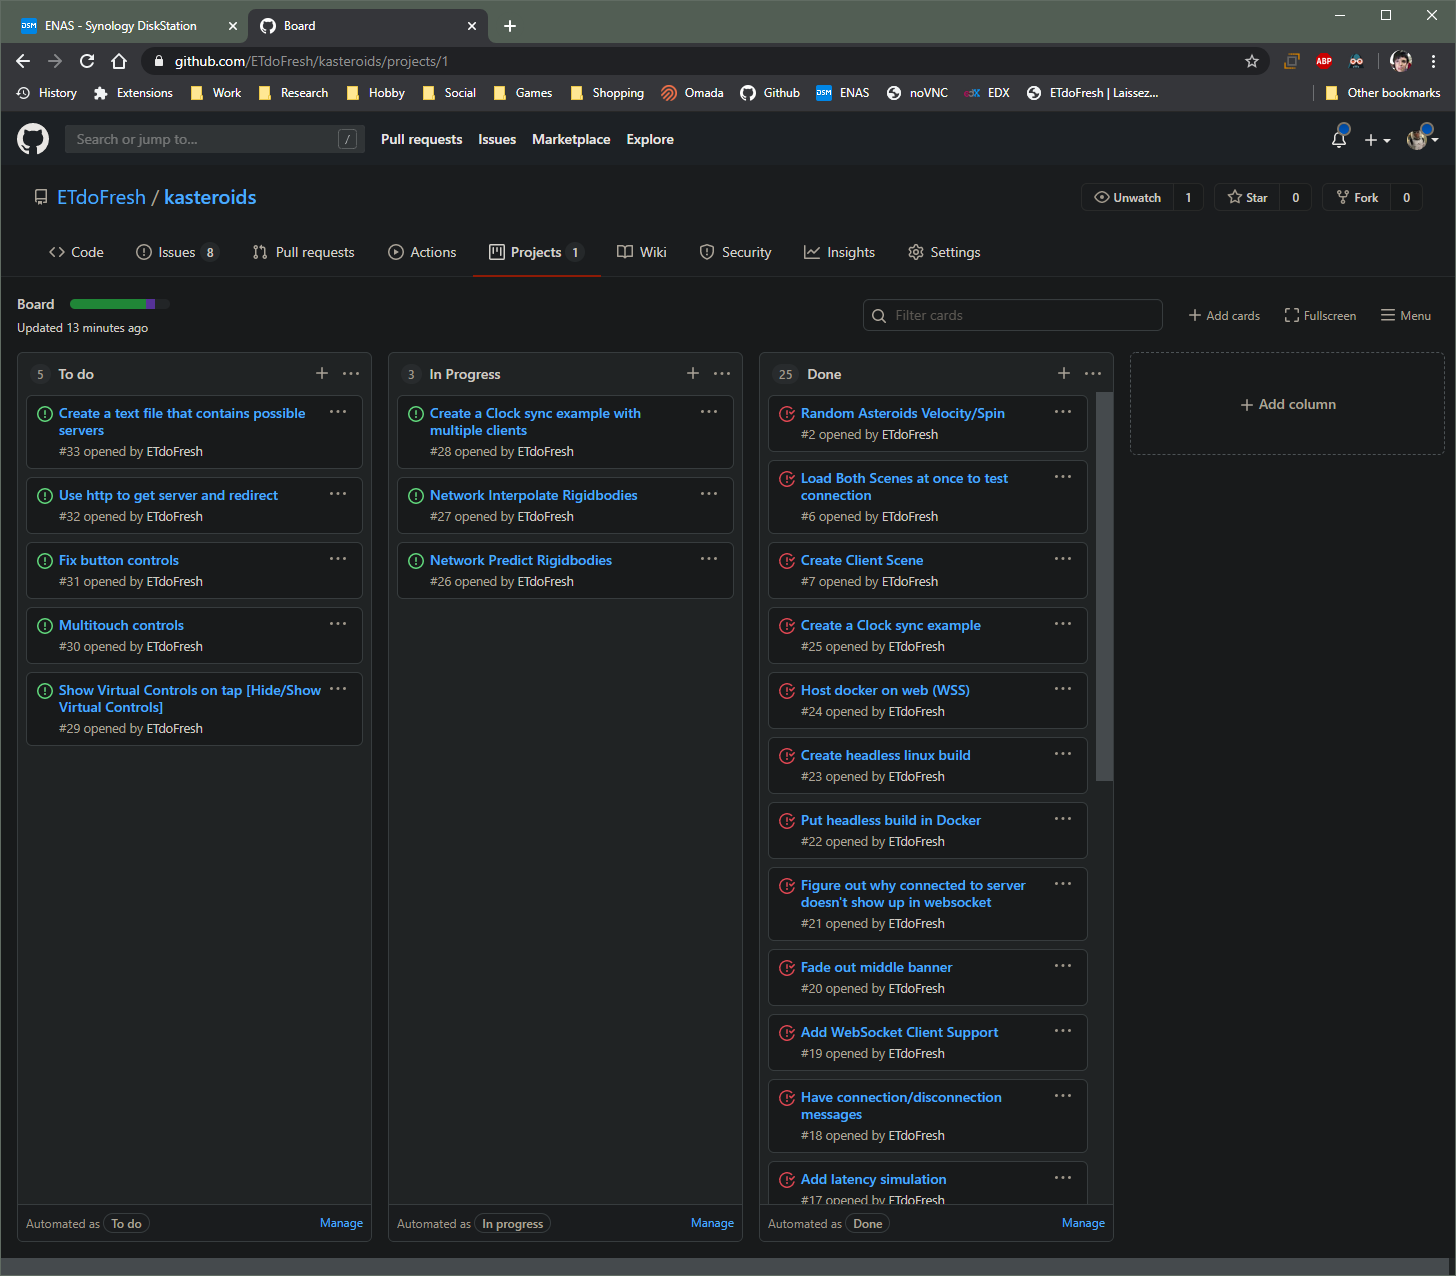 ENAS - Synology DiskStation
Board
github.com/ETdoFresh/kasteroids/projects/1
ABP
History
Extensions
Work
Research
Hobby
Social
Games
Shopping
Omada
Github
DSM
ENAS
noVNC
EDX
ETdoFresh | Laissez...
Other bookmarks
Search or jump to...
/
Pull requests
Issues
Marketplace
Explore
ETdoFresh / kasteroids
Unwatch 1
Star 0
Fork 0
Code
Issues 8
Pull requests
Actions
Projects 1
Wiki
Security
Insights
Settings
Board
Updated 13 minutes ago
Filter cards
Add cards
Fullscreen
Menu
5 To do
Create a text file that contains possible
servers
#33 opened by ETdoFresh
Use http to get server and redirect
#32 opened by ETdoFresh
Fix button controls
#31 opened by ETdoFresh
Multitouch controls
#30 opened by ETdoFresh
Show Virtual Controls on tap [Hide/Show
Virtual Controls]
#29 opened by ETdoFresh
Automated as To do
Manage
3 In Progress
Create a Clock sync example with
multiple clients
#28 opened by ETdoFresh
Network Interpolate Rigidbodies
#27 opened by ETdoFresh
Network Predict Rigidbodies
#26 opened by ETdoFresh
Automated as In progress
Manage
25 Done
Random Asteroids Velocity/Spin
#2 opened by ETdoFresh
Load Both Scenes at once to test
connection
#6 opened by ETdoFresh
Create Client Scene
#7 opened by ETdoFresh
Create a Clock sync example
#25 opened by ETdoFresh
Host docker on web (WSS)
#24 opened by ETdoFresh
Create headless linux build
#23 opened by ETdoFresh
Put headless build in Docker
#22 opened by ETdoFresh
Figure out why connected to server
doesn't show up in websocket
#21 opened by ETdoFresh
Fade out middle banner
#20 opened by ETdoFresh
Add WebSocket Client Support
#19 opened by ETdoFresh
Have connection/disconnection
messages
#18 opened by ETdoFresh
Add latency simulation
#17 opened by ETdoFresh
Automated as Done
Manage
Add column